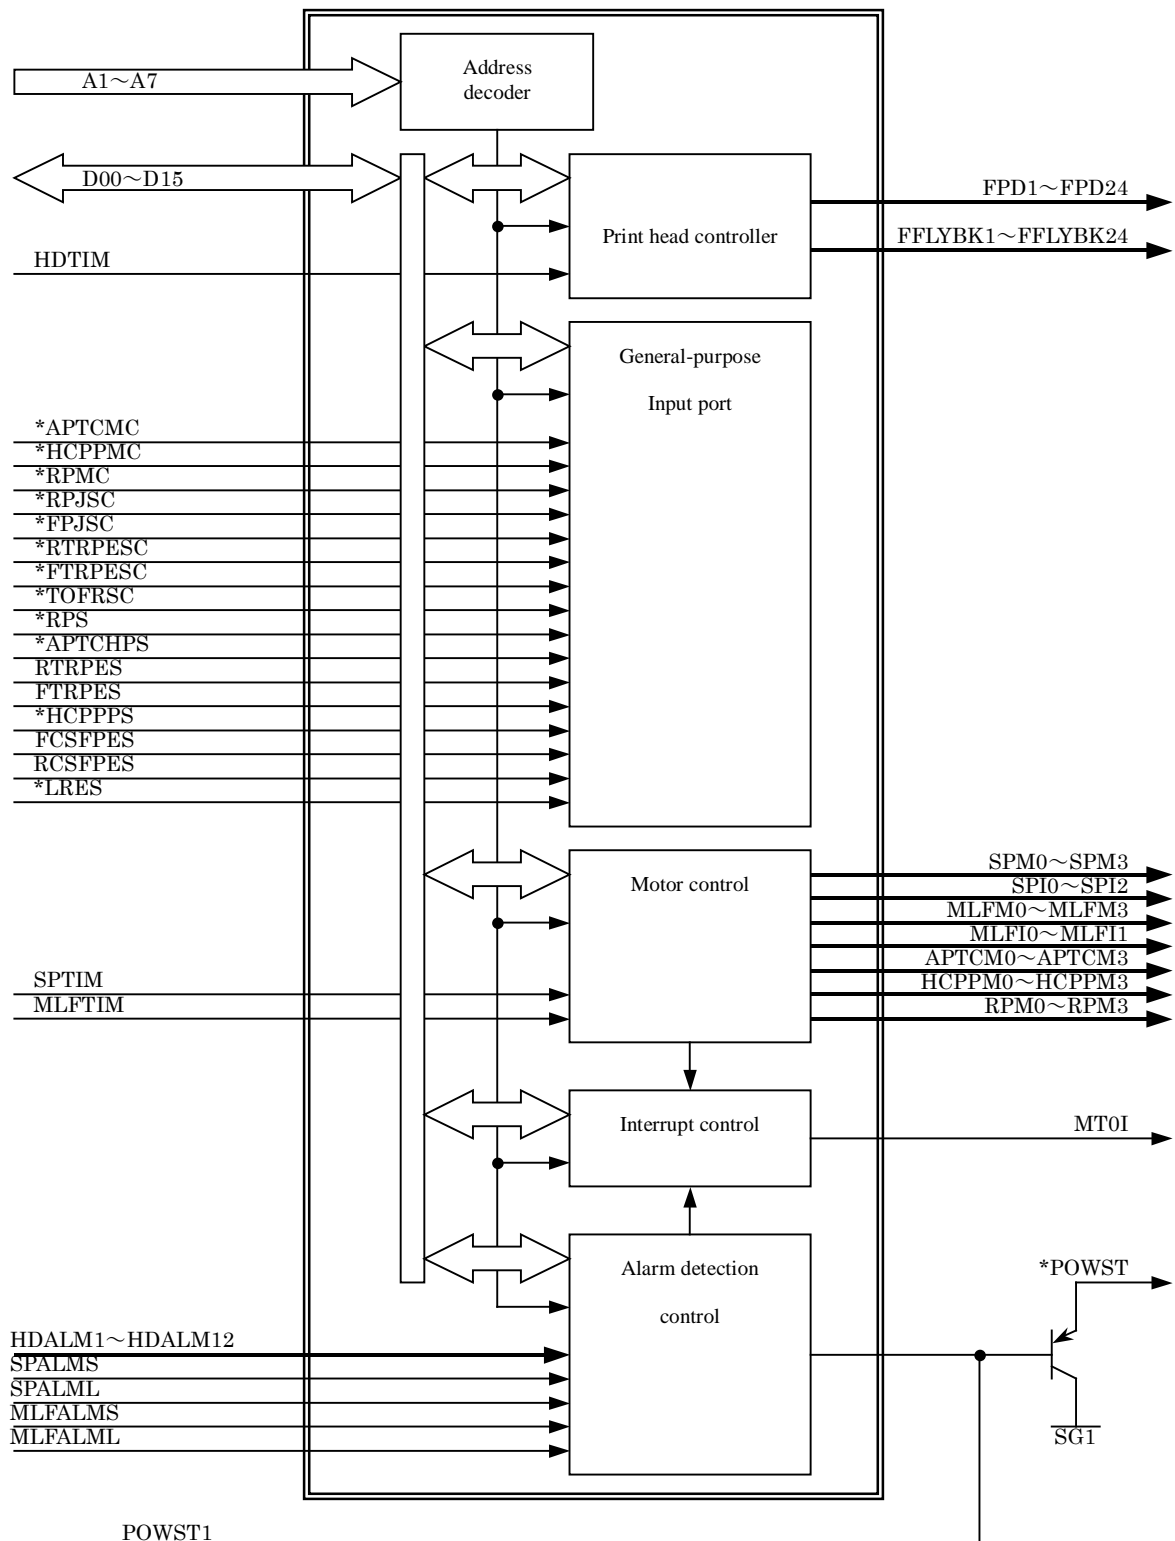 Address
decoder
A1～A7
D00～D15
FPD1～FPD24
Print head controller
FFLYBK1～FFLYBK24
HDTIM
General-purpose
Input port
*APTCMC
*HCPPMC
*RPMC
*RPJSC
*FPJSC
*RTRPESC
*FTRPESC
*TOFRSC
*RPS
*APTCHPS
RTRPES
FTRPES
*HCPPPS
FCSFPES
RCSFPES
*LRES
Motor control
SPM0～SPM3
SPI0～SPI2
MLFM0～MLFM3
MLFI0～MLFI1
APTCM0～APTCM3
HCPPM0～HCPPM3
RPM0～RPM3
SPTIM
MLFTIM
Interrupt control
MT0I
Alarm detection
control
*POWST
HDALM1～HDALM12
SPALMS
SPALML
MLFALMS
MLFALML
SG1
POWST1